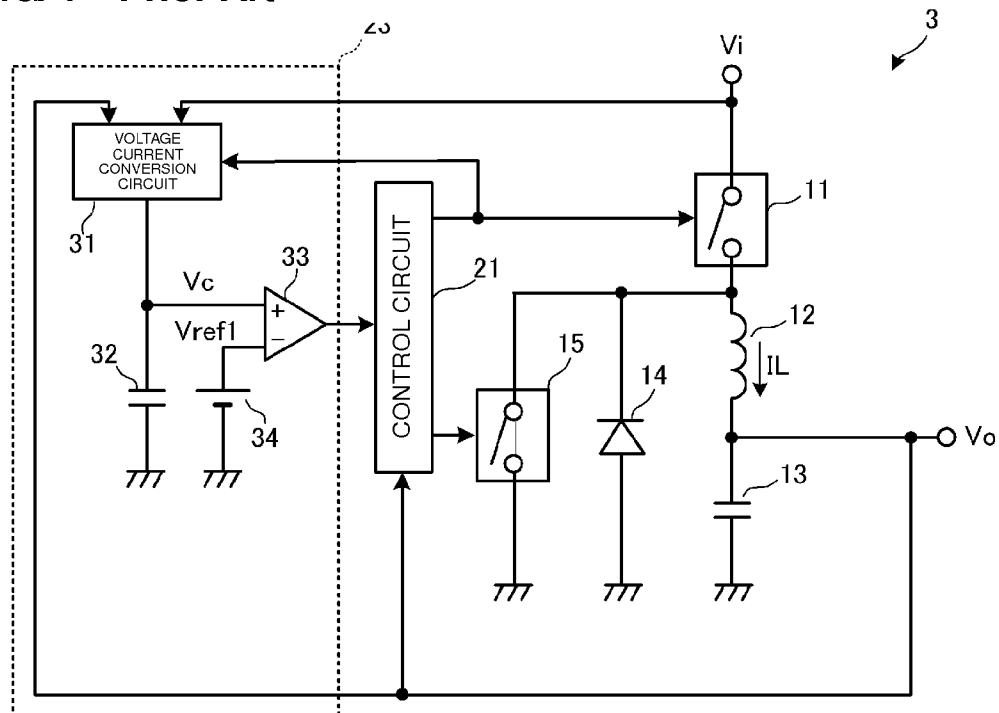 3
Vi
VOLTAGE
CURRENT
CONVERSION
CIRCUIT
31
11
CONTROL CIRCUIT
21
33
Vc
+
Vref1
−
12
IL
15
14
32
34
Vo
13